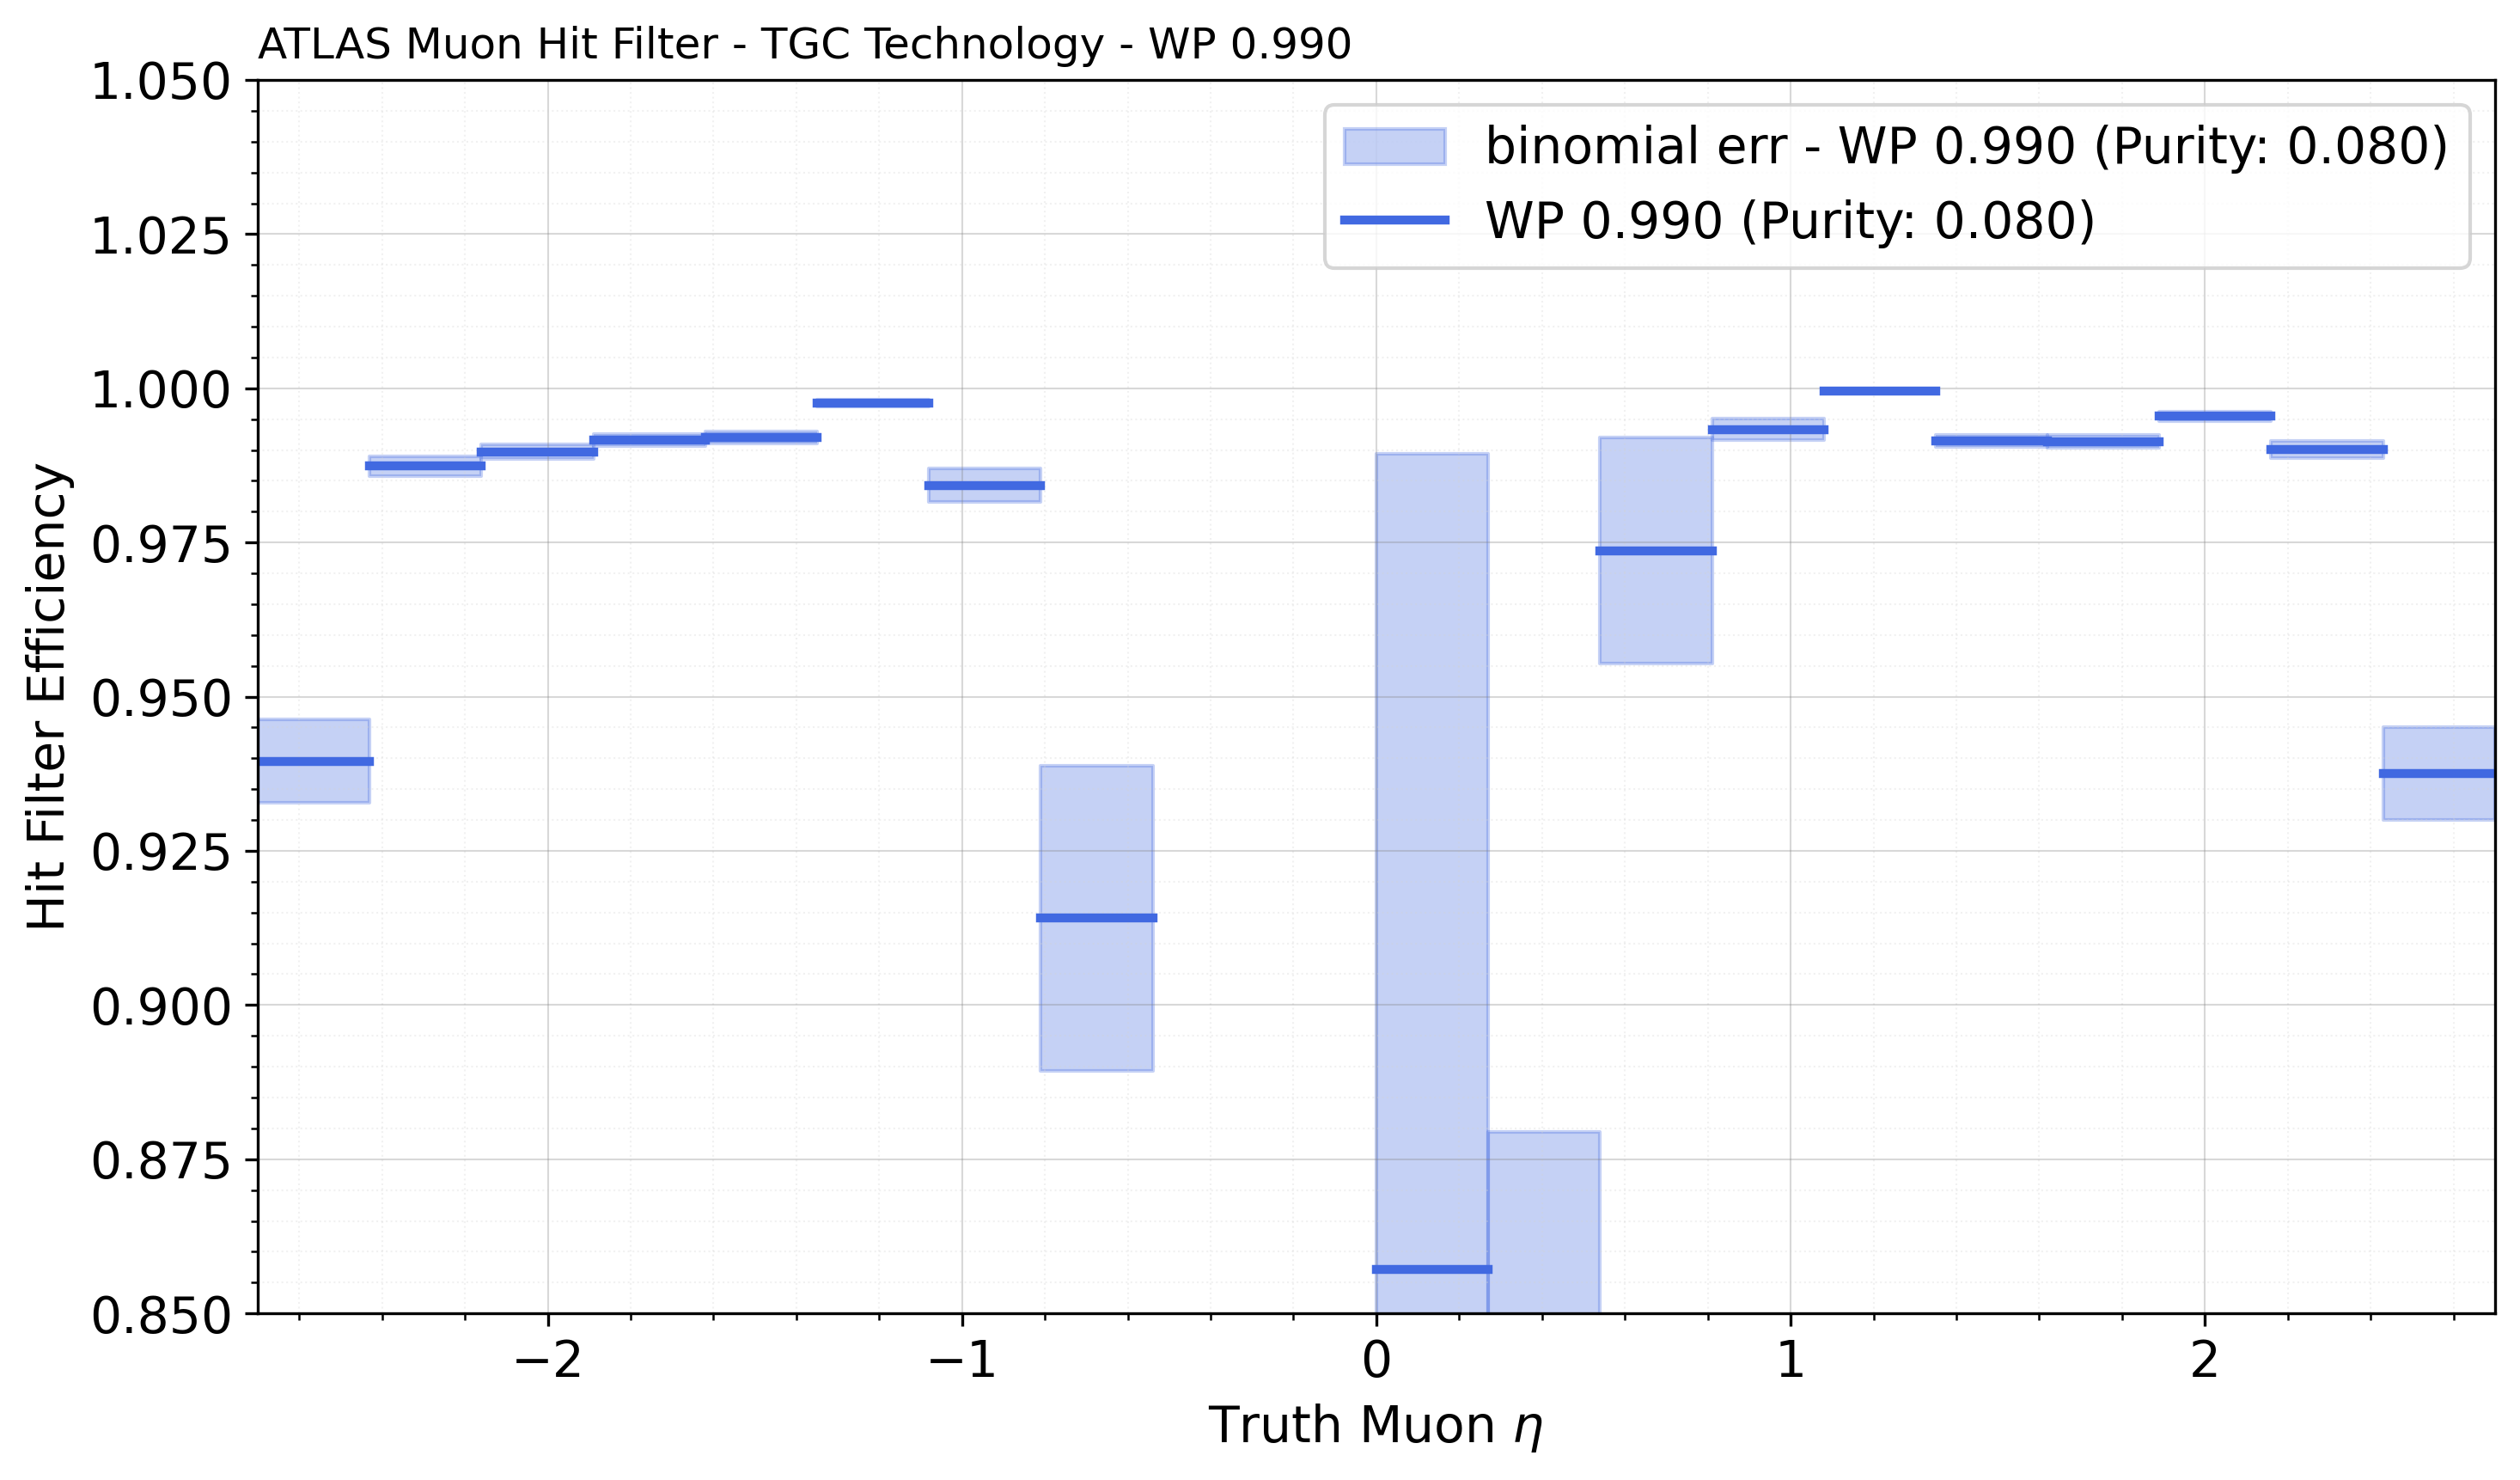 ATLAS Muon Hit Filter - TGC Technology - WP 0.990
1.050
1.025
1.000
0.975
0.950
0.925
0.900
0.875
0.850
Hit Filter Efficiency
binomial err - WP 0.990 (Purity: 0.080)
WP 0.990 (Purity: 0.080)
−2
−1
0
1
2
Truth Muon η